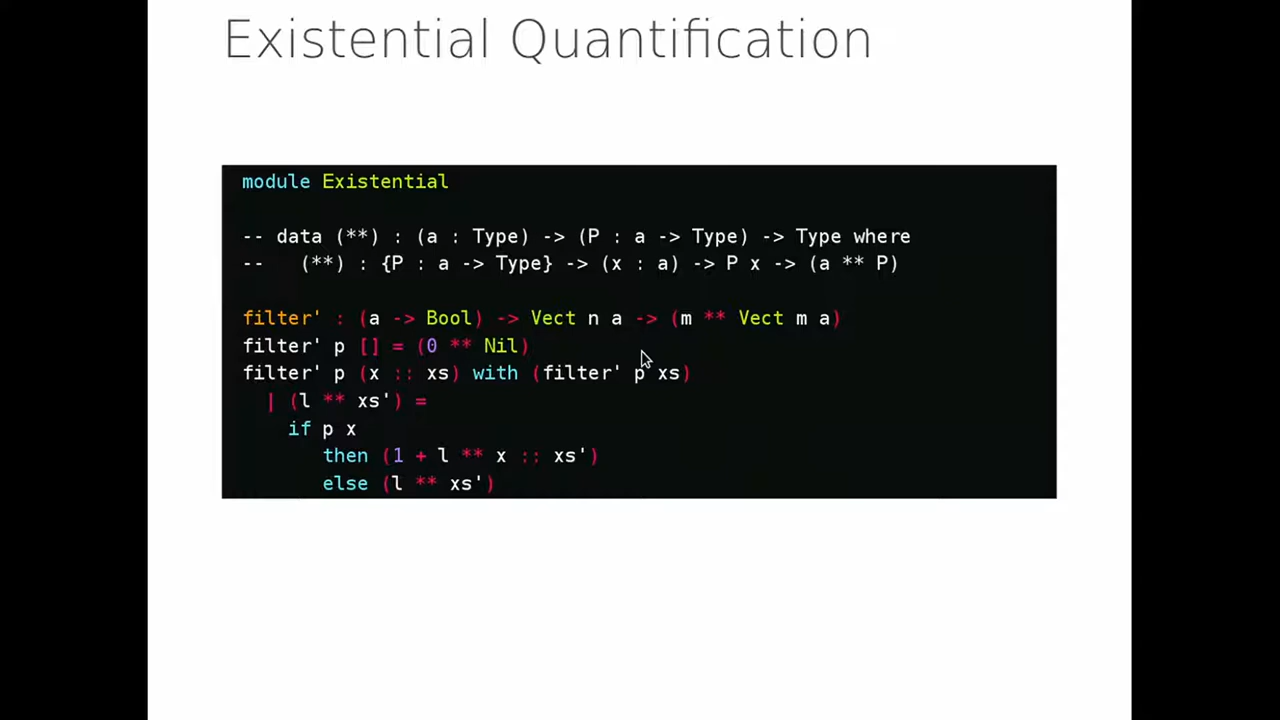 Existential Quantification
module Existential
-- data (**) : (a : Type) -> (P : a -> Type) -> Type where
--   (**) : {P : a -> Type} -> (x : a) -> P x -> (a ** P)
filter' : (a -> Bool) -> Vect n a -> (m ** Vect m a)
filter' p [] = (0 ** Nil)
filter' p (x :: xs) with (filter' p xs)
  | (l ** xs') =
    if p x
       then (1 + l ** x :: xs')
       else (l ** xs')